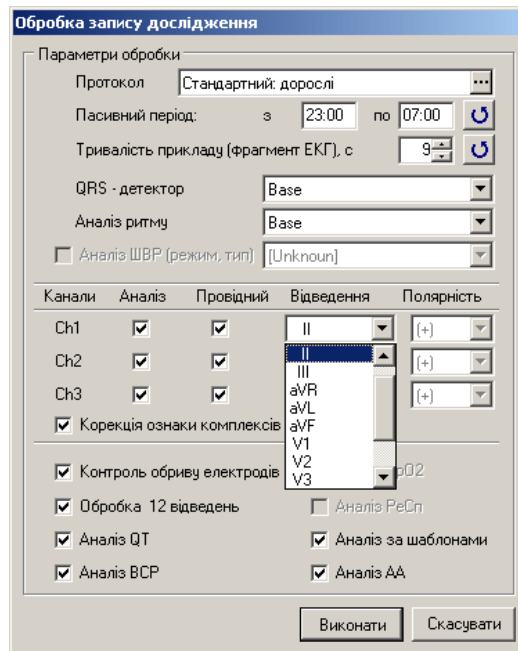 Обробка запису дослідження
Параметри обробки
Протокол Стандартний: дорослі ...
Пасивний період: з 23:00 по 07:00
Тривалість прикладу (фрагмент ЕКГ), с 9
QRS - детектор Base
Аналіз ритму Base
Аналіз ШВР (режим, тип) [Unknoun]
Канали Аналіз Провідний Відведення Полярність
Ch1 II (+)
II
Ch2 (+)
III
aVR
Ch3 (+)
aVL
Корекція ознаки комплексів aVF
V1
V2
Контроль обриву електродів pO2
V3
Обробка 12 відведень Аналіз РеСп
Аналіз QT Аналіз за шаблонами
Аналіз ВСР Аналіз АА
Виконати Скасувати